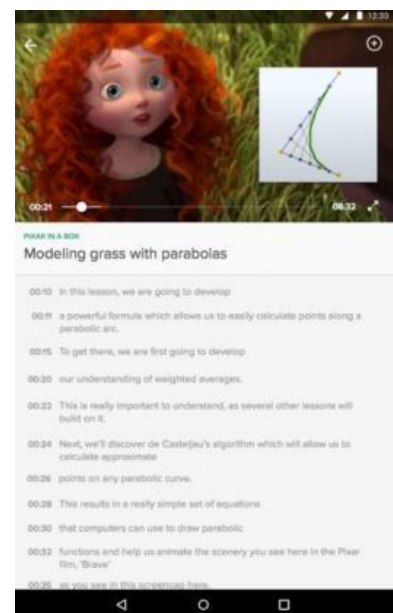 12:30
00:21
06:32
PIXAR IN A BOX
Modeling grass with parabolas
00:10 In this lesson, we are going to develop
00:11 a powerful formula which allows us to easily calculate points along a
parabolic arc.
00:15 To get there, we are first going to develop
00:20 our understanding of weighted averages.
00:22 This is really important to understand, as several other lessons will
build on it.
00:24 Next, we'll discover de Casteljau's algorithm which will allow us to
calculate approximate
00:26 points on any parabolic curve.
00:28 This results in a really simple set of equations
00:30 that computers can use to draw parabolic
00:32 functions and help us animate the scenery you see here in the Pixar
film, 'Brave'
00:35 as you see in this screencap here.